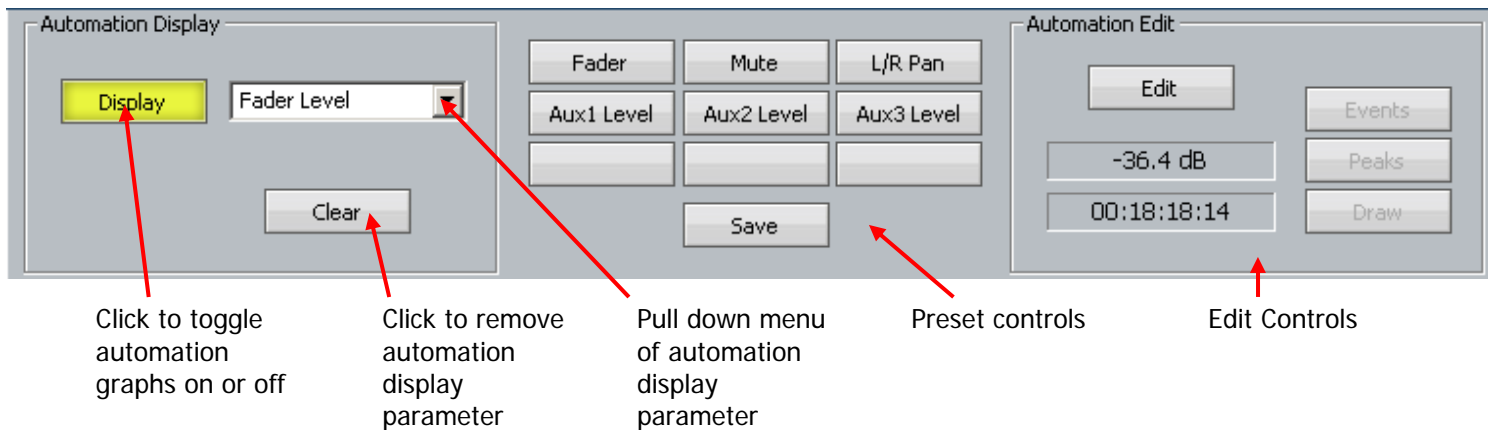 Automation Display
Display
Fader Level
Clear
Fader
Mute
L/R Pan
Aux1 Level
Aux2 Level
Aux3 Level
Save
Automation Edit
Edit
-36.4 dB
00:18:18:14
Events
Peaks
Draw
Click to toggle
automation
graphs on or off
Click to remove
automation
display
parameter
Pull down menu
of automation
display
parameter
Preset controls
Edit Controls